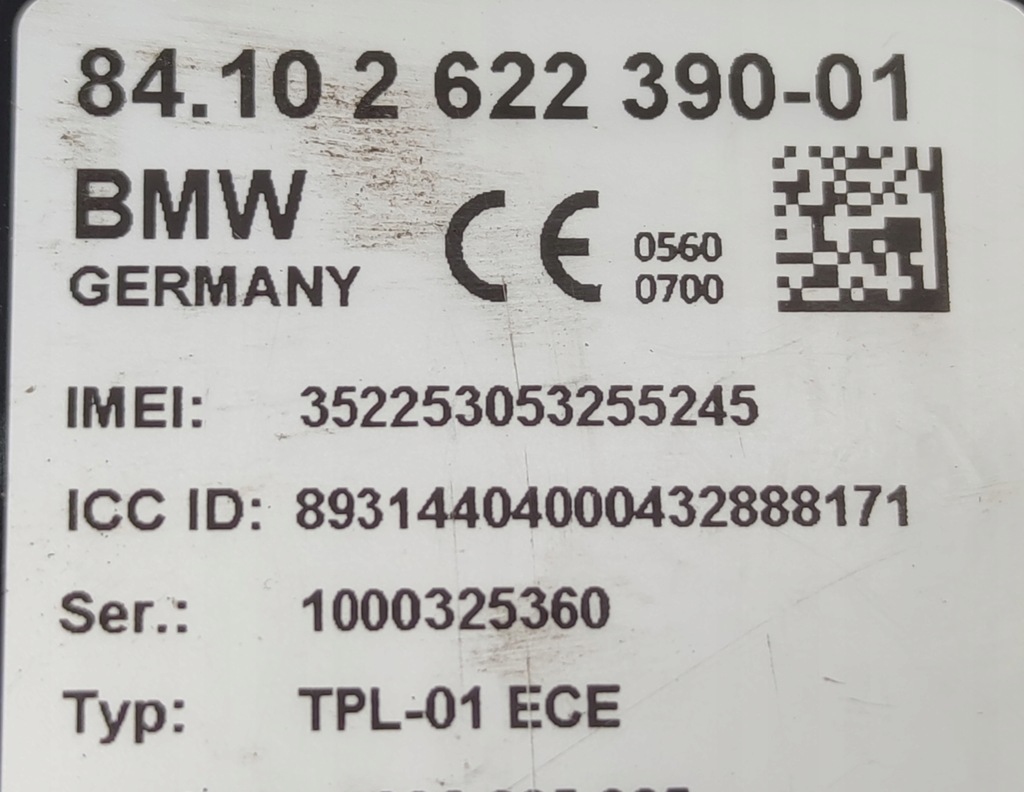 84.10 2 622 390-01
BMW
GERMANY
CE 0560
0700
IMEI: 352253053255245
ICC ID: 89314404000432888171
Ser.: 1000325360
Typ: TPL-01 ECE